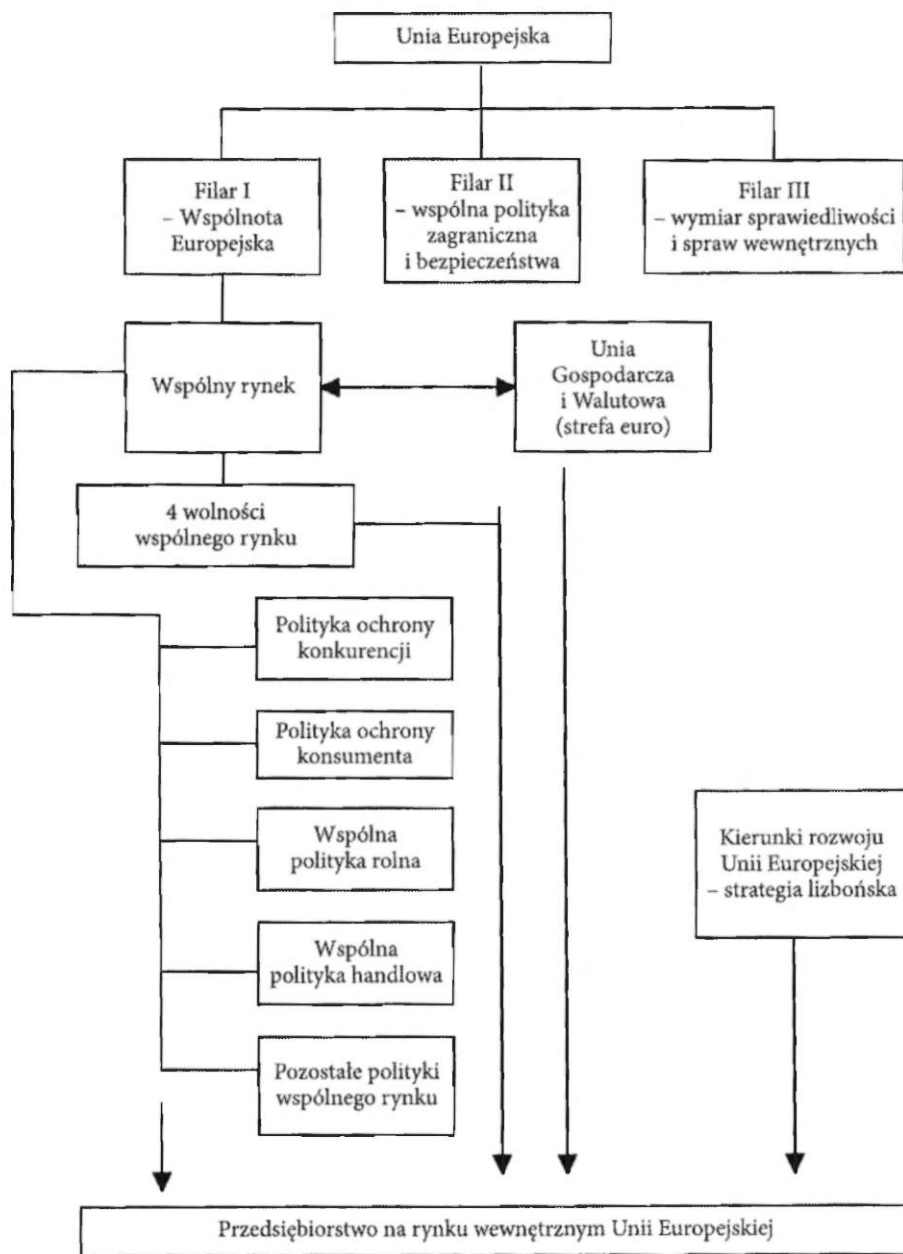 Unia Europejska
Filar I
– Wspólnota
Europejska
Filar II
– wspólna polityka
zagraniczna
i bezpieczeństwa
Filar III
– wymiar sprawiedliwości
i spraw wewnętrznych
Wspólny rynek
Unia
Gospodarcza
i Walutowa
(strefa euro)
4 wolności
wspólnego rynku
Polityka ochrony
konkurencji
Polityka ochrony
konsumenta
Wspólna
polityka rolna
Wspólna
polityka handlowa
Pozostałe polityki
wspólnego rynku
Kierunki rozwoju
Unii Europejskiej
– strategia lizbońska
Przedsiębiorstwo na rynku wewnętrznym Unii Europejskiej